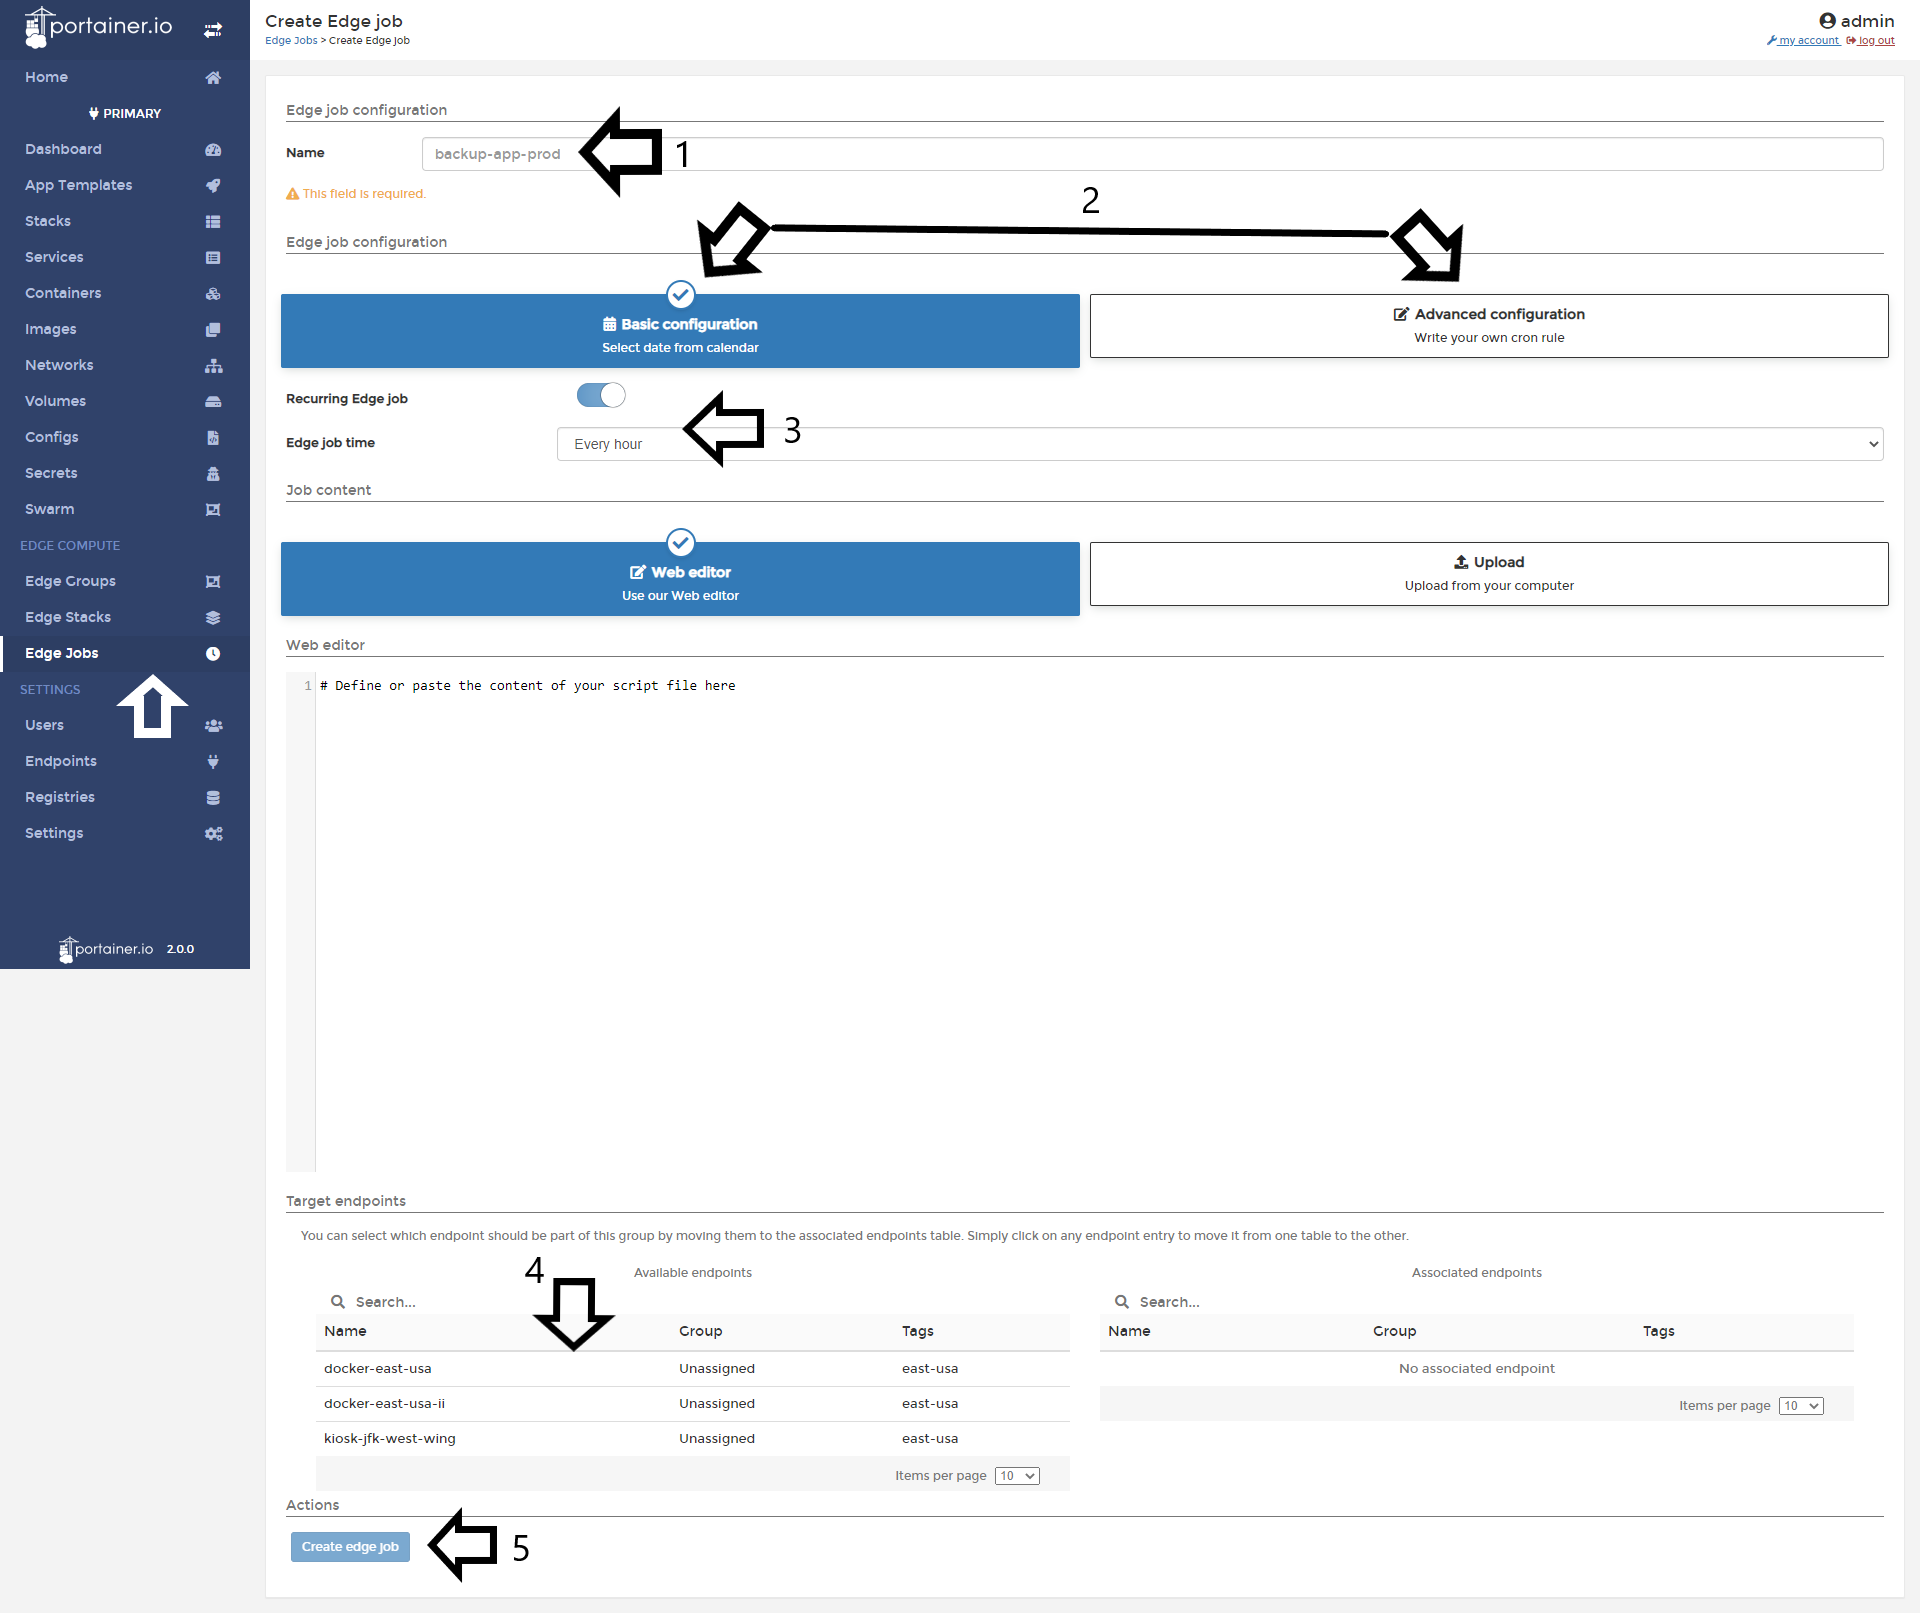 portainer.io
Home
PRIMARY
Dashboard
App Templates
Stacks
Services
Containers
Images
Networks
Volumes
Configs
Secrets
Swarm
EDGE COMPUTE
Edge Groups
Edge Stacks
Edge Jobs
SETTINGS
Users
Endpoints
Registries
Settings
portainer.io 2.0.0
Create Edge job
Edge Jobs > Create Edge job
admin
my account log out
Edge job configuration
Name backup-app-prod 1
This field is required.
2
Edge job configuration
Basic configuration
Select date from calendar
Advanced configuration
Write your own cron rule
Recurring Edge job
3
Edge job time Every hour
Job content
Web editor
Use our Web editor
Upload
Upload from your computer
Web editor
1 # Define or paste the content of your script file here
Target endpoints
You can select which endpoint should be part of this group by moving them to the associated endpoints table. Simply click on any endpoint entry to move it from one table to the other.
4
Available endpoints
Search...
Name Group Tags
docker-east-usa Unassigned east-usa
docker-east-usa-ii Unassigned east-usa
kiosk-jfk-west-wing Unassigned east-usa
Items per page 10
Associated endpoints
Search...
Name Group Tags
No associated endpoint
Items per page 10
Actions
Create edge job 5